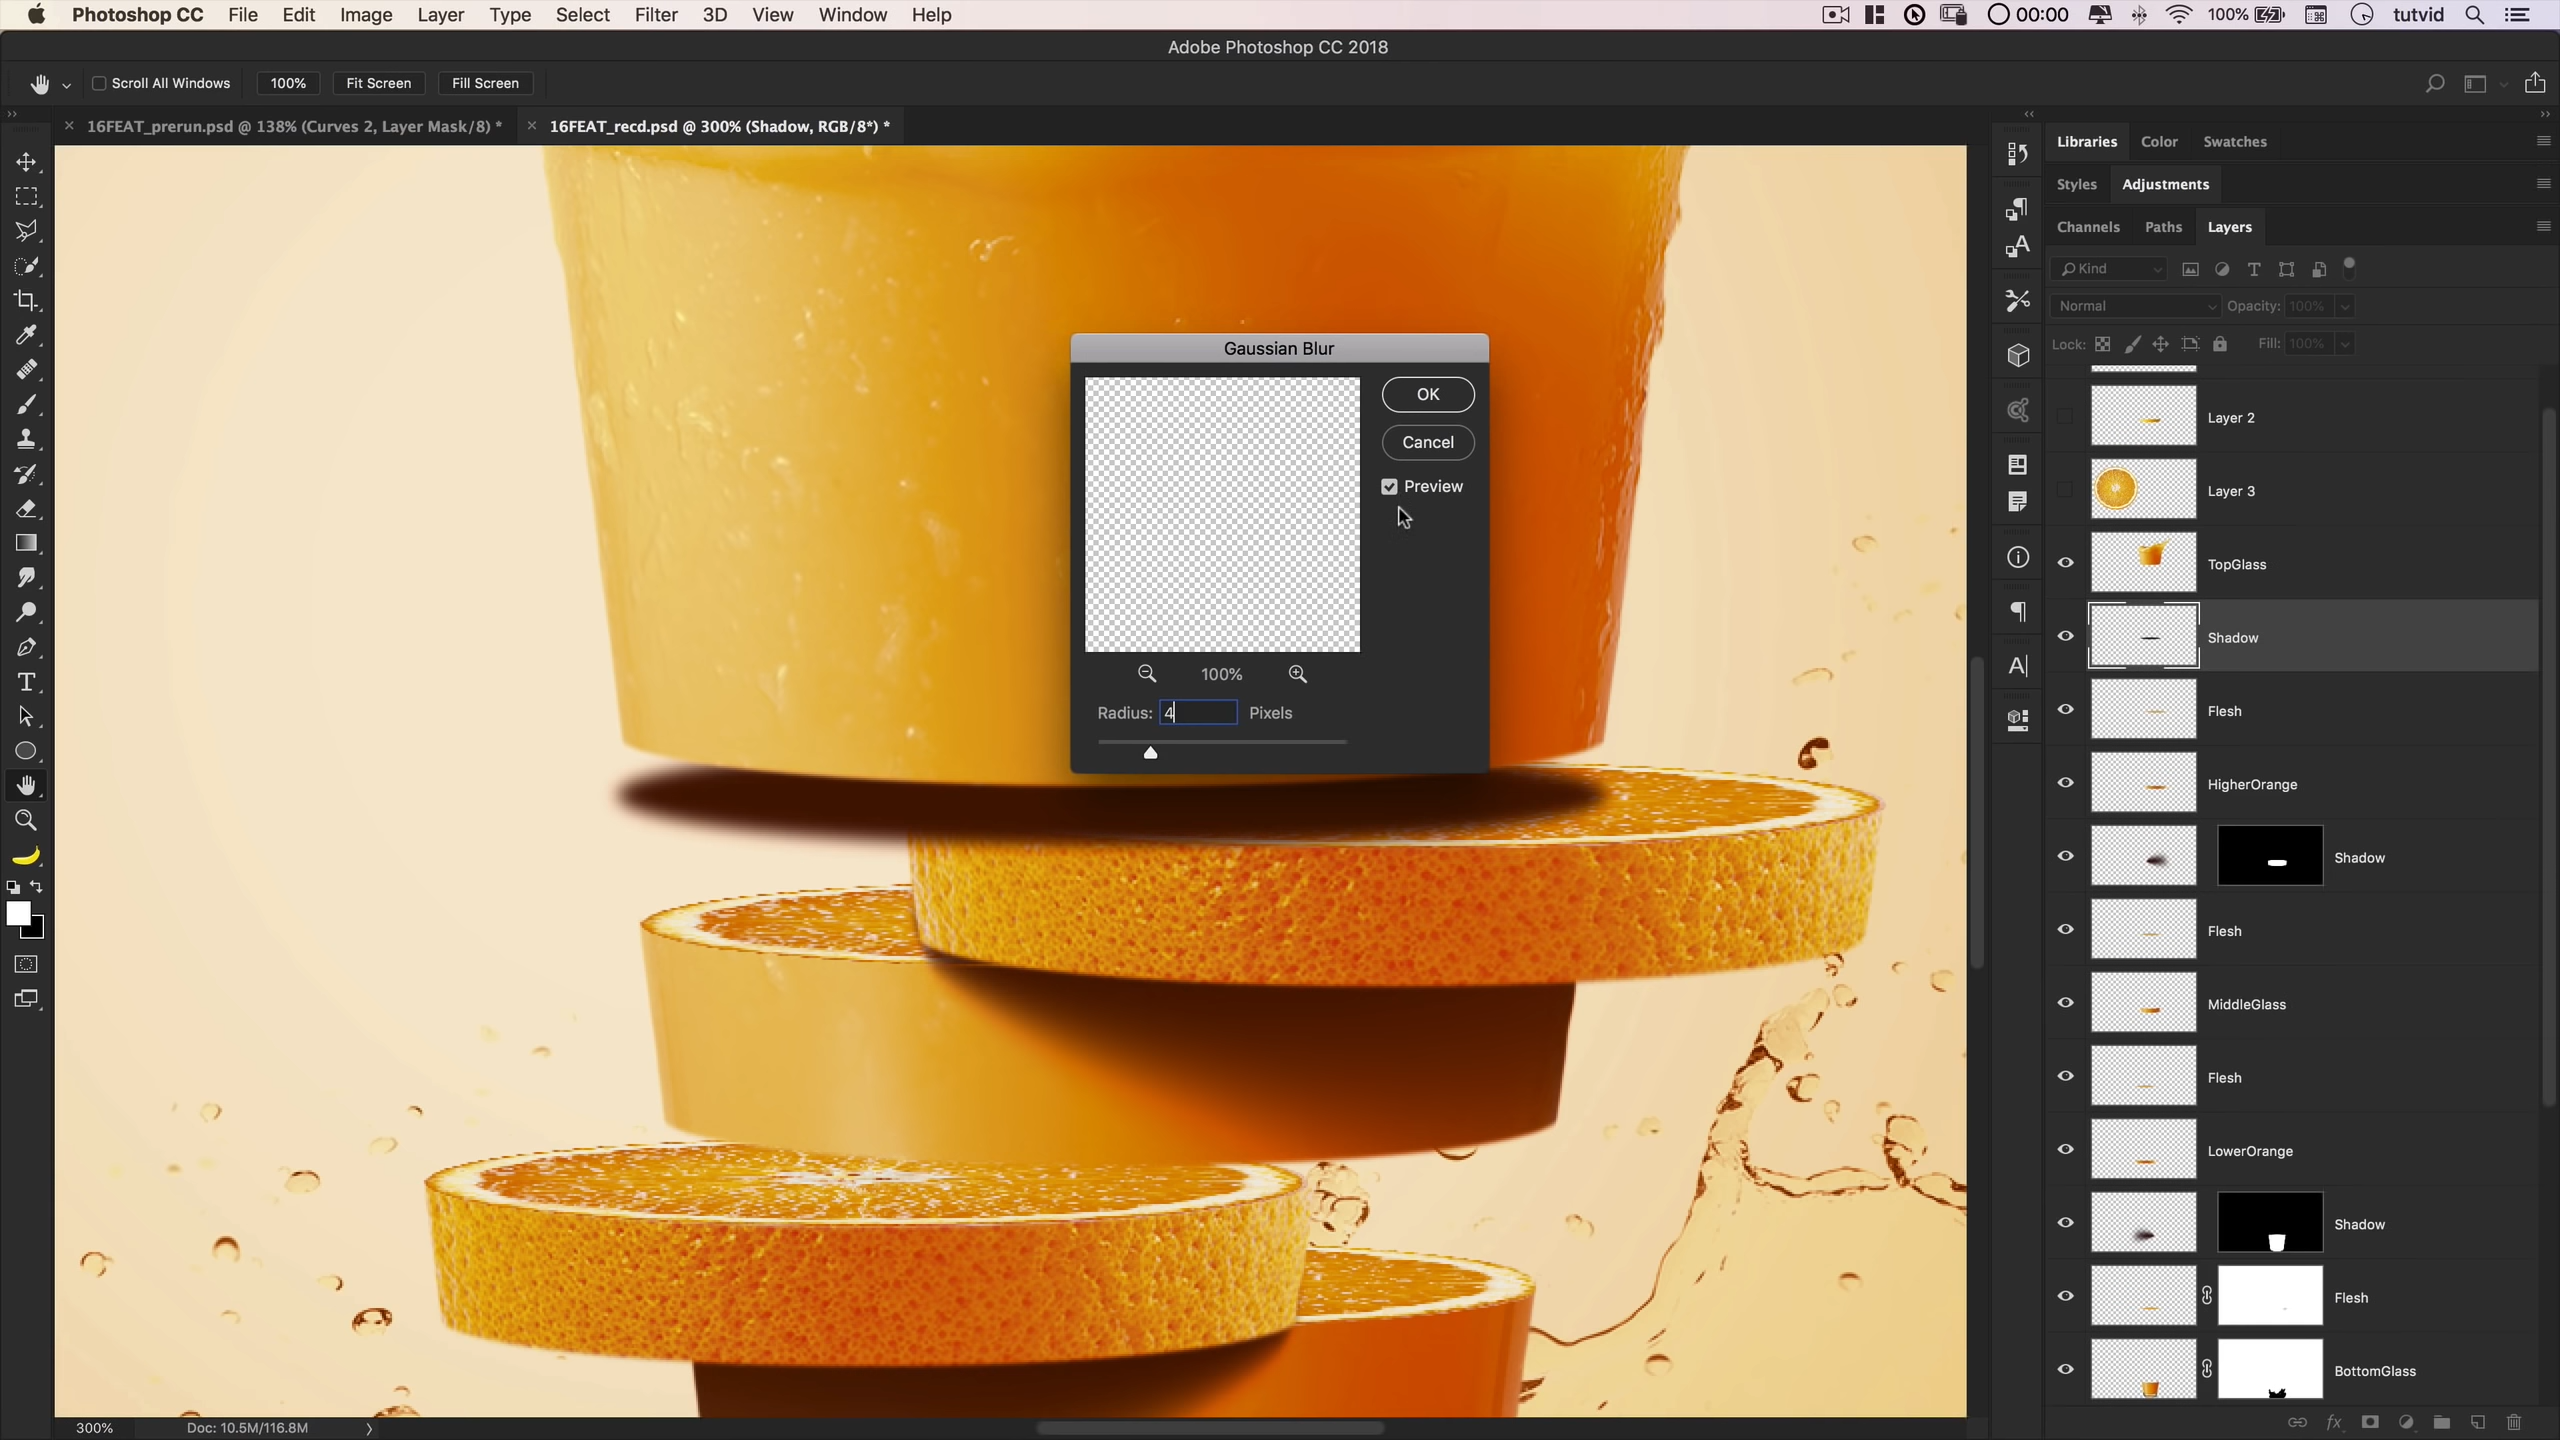 Photoshop CC File Edit Image Layer Type Select Filter 3D View Window Help 00:00 100% tutvid
Adobe Photoshop CC 2018
Scroll All Windows 100% Fit Screen Fill Screen
16FEAT_prerun.psd @ 138% (Curves 2, Layer Mask/8) * 16FEAT_recd.psd @ 300% (Shadow, RGB/8*) *
Libraries Color Swatches
Styles Adjustments
Channels Paths Layers
Kind
Normal Opacity: 100%
Lock: Fill: 100%
Gaussian Blur
OK
Cancel
Preview
100%
Radius: 4 Pixels
Layer 2
Layer 3
TopGlass
Shadow
Flesh
HigherOrange
Shadow
Flesh
MiddleGlass
Flesh
LowerOrange
Shadow
Flesh
BottomGlass
300% Doc: 10.5M/116.8M